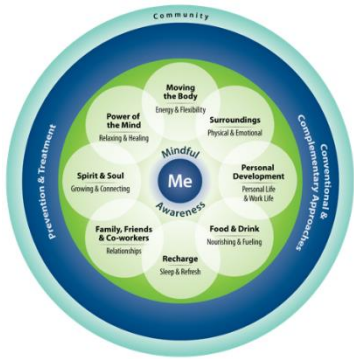 Community
Moving
the Body
Energy & Flexibility
Power of
the Mind
Relaxing & Healing
Surroundings
Physical & Emotional
Prevention & Treatment
Mindful
Me
Awareness
Spirit & Soul
Growing & Connecting
Personal
Development
Personal Life
& Work Life
Conventional &
Complementary Approaches
Family, Friends
& Co-workers
Relationships
Food & Drink
Nourishing & Fueling
Recharge
Sleep & Refresh